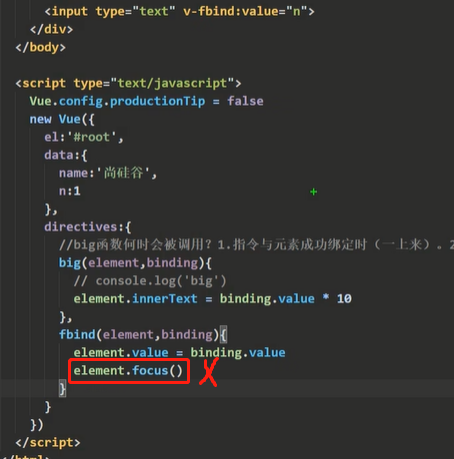 <input type="text" v-fbind:value="n">
</div>
</body>
<script type="text/javascript">
Vue.config.productionTip = false
new Vue({
el:'#root',
data:{
name:'尚硅谷',
n:1
},
directives:{
//big函数何时会被调用？1.指令与元素成功绑定时（一上来）。2
big(element,binding){
// console.log('big')
element.innerText = binding.value * 10
},
fbind(element,binding){
element.value = binding.value
element.focus() X
}
}
})
</script>
</html>